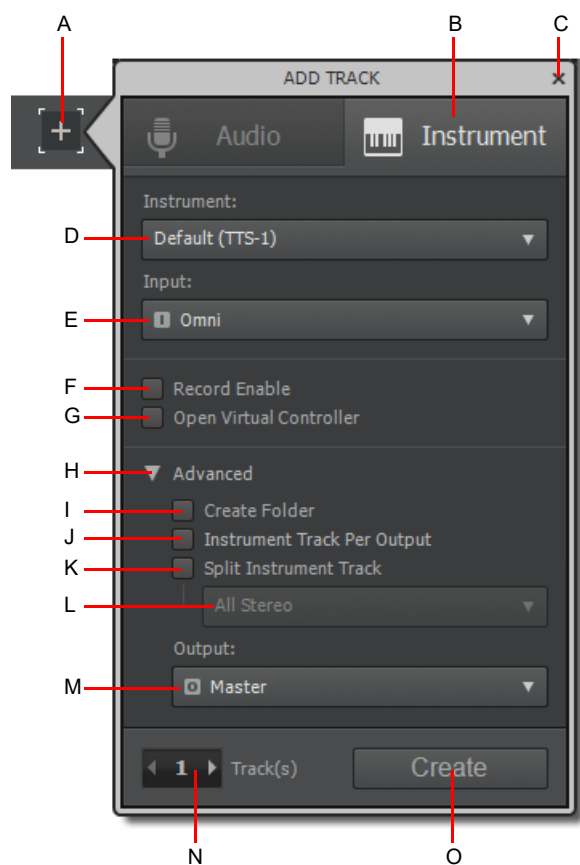 A B C
ADD TRACK
Audio Instrument
Instrument:
D Default (TTS-1)
Input:
E Omni
F Record Enable
G Open Virtual Controller
H Advanced
I Create Folder
J Instrument Track Per Output
K Split Instrument Track
L All Stereo
Output:
M Master
1 Track(s) Create
N O